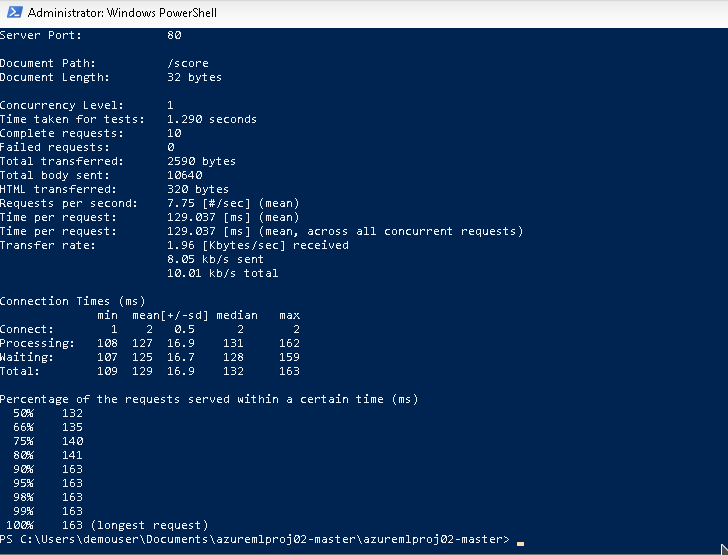 Administrator: Windows PowerShell
Server Port:            80
Document Path:          /score
Document Length:        32 bytes
Concurrency Level:      1
Time taken for tests:   1.290 seconds
Complete requests:      10
Failed requests:        0
Total transferred:      2590 bytes
Total body sent:        10640
HTML transferred:       320 bytes
Requests per second:    7.75 [#/sec] (mean)
Time per request:       129.037 [ms] (mean)
Time per request:       129.037 [ms] (mean, across all concurrent requests)
Transfer rate:          1.96 [Kbytes/sec] received
                        8.05 kb/s sent
                        10.01 kb/s total
Connection Times (ms)
              min  mean[+/-sd] median   max
Connect:        1    2   0.5      2       2
Processing:   108  127  16.9    131     162
Waiting:      107  125  16.7    128     159
Total:        109  129  16.9    132     163
Percentage of the requests served within a certain time (ms)
  50%    132
  66%    135
  75%    140
  80%    141
  90%    163
  95%    163
  98%    163
  99%    163
 100%    163 (longest request)
PS C:\Users\demouser\Documents\azuremlproj02-master\azuremlproj02-master>